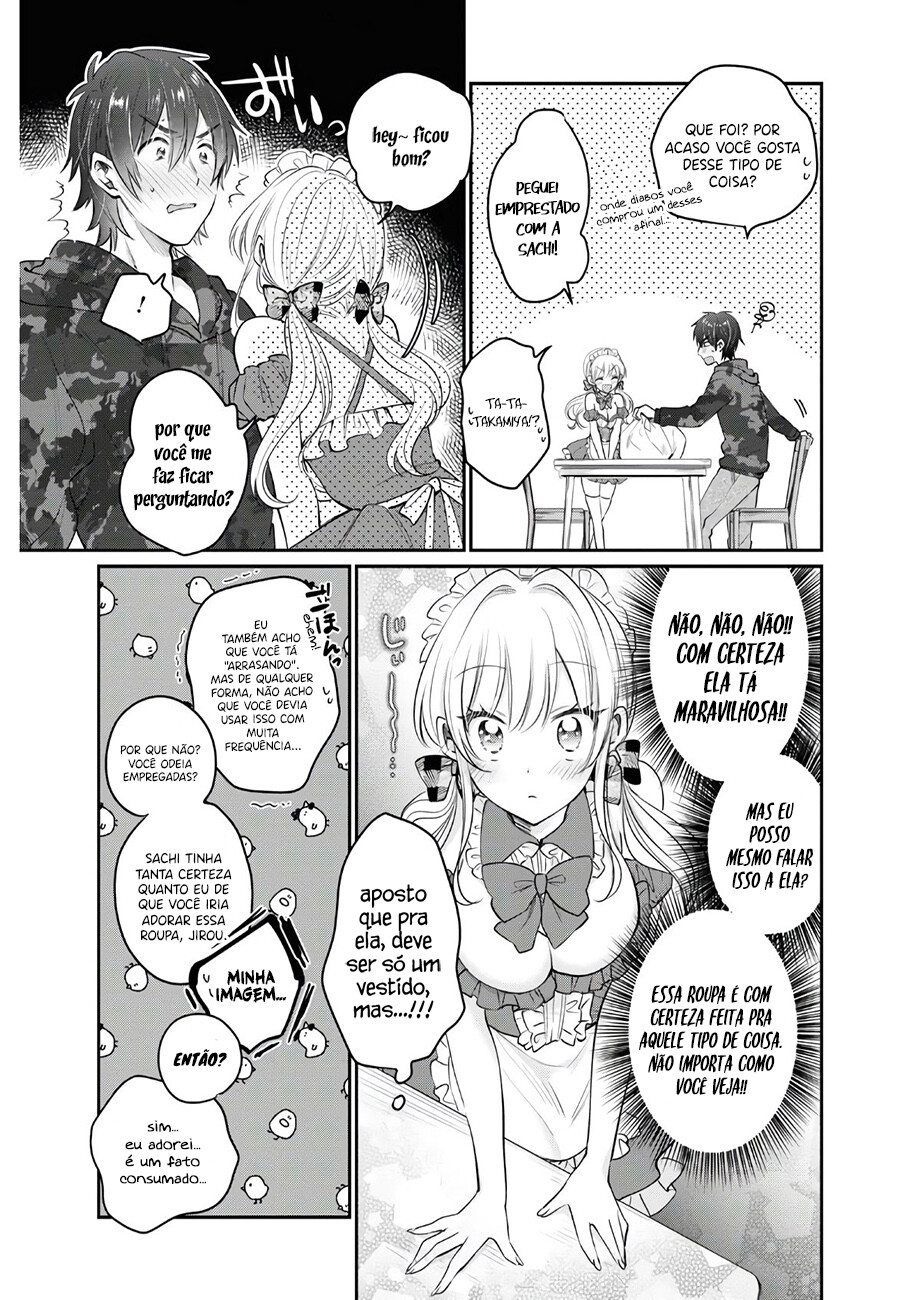 QUE FOI? POR
ACASO VOCÊ GOSTA
DESSE TIPO DE
COISA?
onde diabos você
comprou um desses
afinal...
PEGUEI
EMPRESTADO
COM A
SACHI!
TA-TA-
TAKAMIYA!?
hey~ ficou
bom?
ずいっ
!
por que
você me
faz ficar
perguntando?
NÃO, NÃO, NÃO!!
COM CERTEZA
ELA TÁ
MARAVILHOSA!!
MAS EU
POSSO
MESMO FALAR
ISSO A ELA?
ESSA ROUPA É COM
CERTEZA FEITA PRA
AQUELE TIPO DE COISA.
NÃO IMPORTA COMO
VOCÊ VEJA!!
じーっ
aposto
que pra
ela, deve
ser só um
vestido,
mas...!!!
ehem!
EU
TAMBÉM ACHO
QUE VOCÊ TÁ
"ARRASANDO".
MAS DE QUALQUER
FORMA, NÃO ACHO
QUE VOCÊ DEVIA
USAR ISSO COM
MUITA
FREQUÊNCIA...
POR QUE NÃO?
VOCÊ ODEIA
EMPREGADAS?
SACHI TINHA
TANTA CERTEZA
QUANTO EU DE
QUE VOCÊ IRIA
ADORAR ESSA
ROUPA, JIROU.
MINHA
IMAGEM...
ENTÃO?
sim...
eu adorei...
é um fato
consumado...